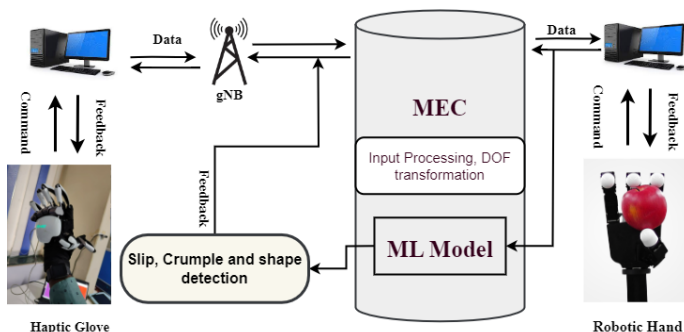 Data
gNB
Command
Feedback
Haptic Glove
Feedback
Slip, Crumple and shape
detection
MEC
Input Processing, DOF
transformation
ML Model
Data
Command
Feedback
Robotic Hand